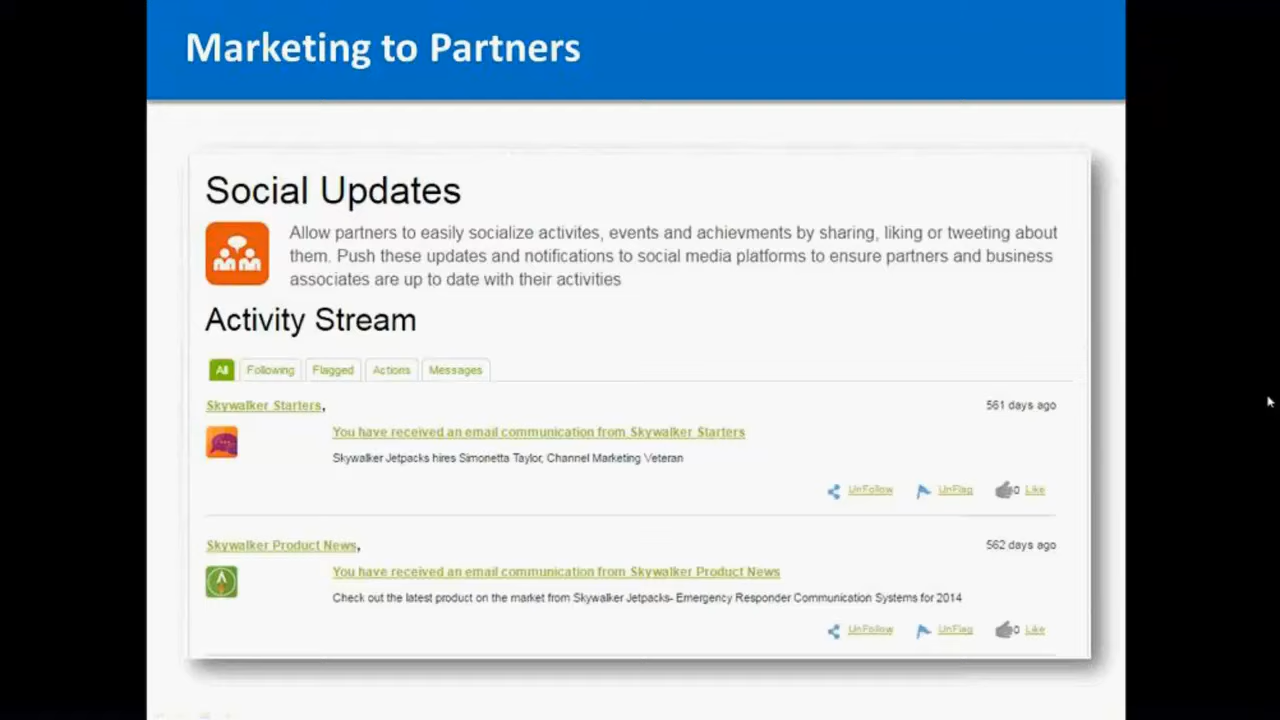 Marketing to Partners
Social Updates
Allow partners to easily socialize activites, events and achievments by sharing, liking or tweeting about
them. Push these updates and notifications to social media platforms to ensure partners and business
associates are up to date with their activities
Activity Stream
All Following Flagged Actions Messages
Skywalker Starters, 561 days ago
You have received an email communication from Skywalker Starters
Skywalker Jetpacks hires Simonetta Taylor, Channel Marketing Veteran
UnFollow UnFlag 0 Like
Skywalker Product News, 562 days ago
You have received an email communication from Skywalker Product News
Check out the latest product on the market from Skywalker Jetpacks- Emergency Responder Communication Systems for 2014
UnFollow UnFlag 0 Like